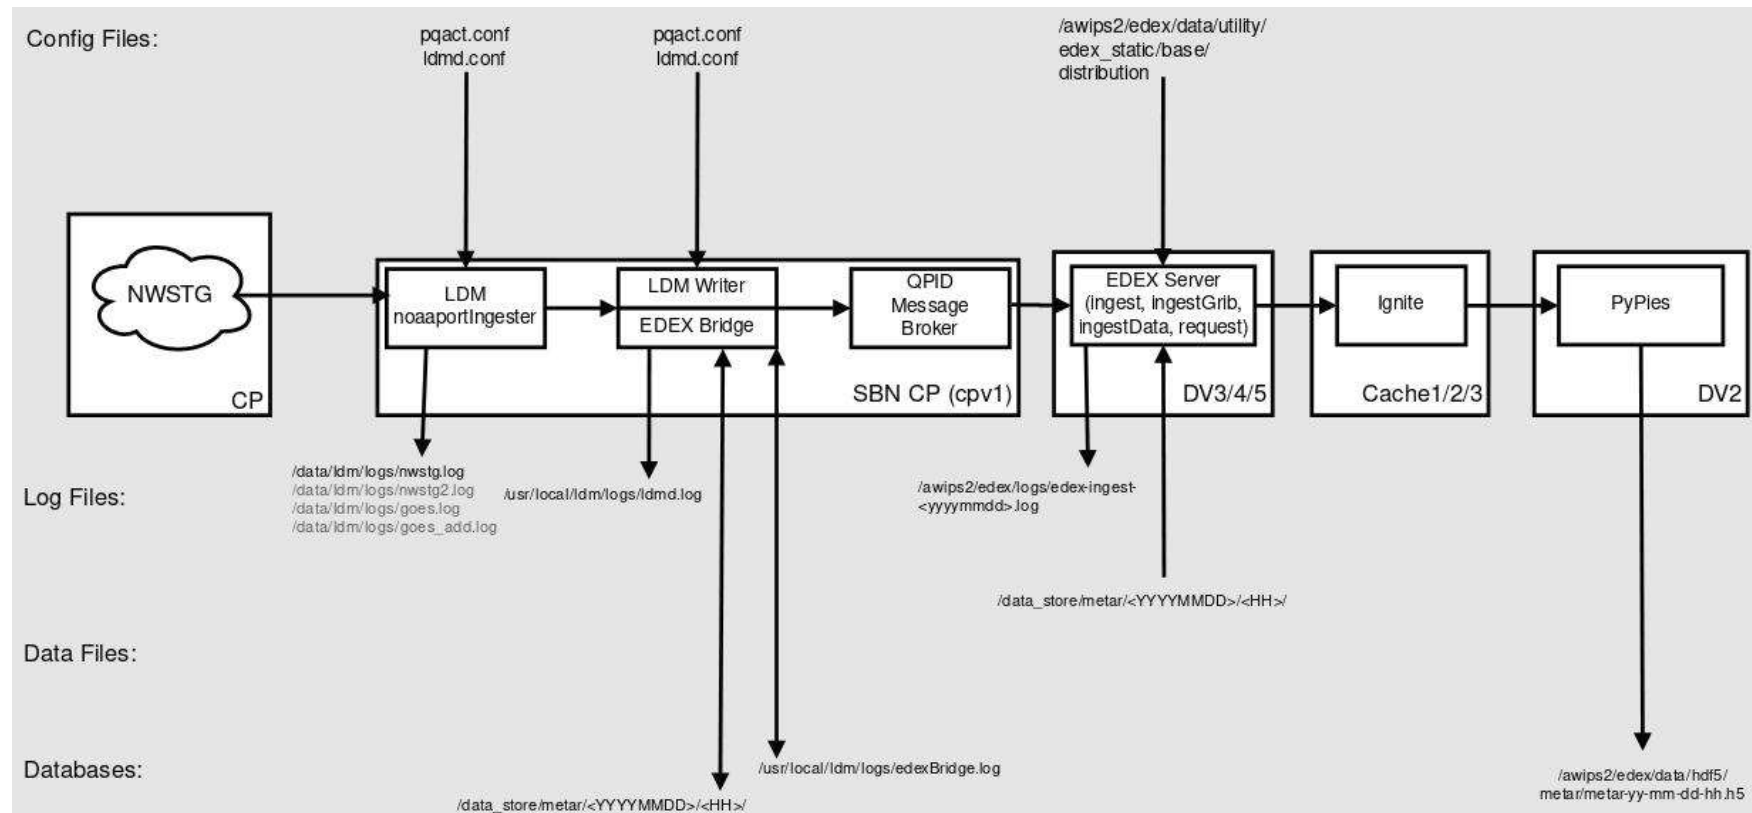 Config Files:
pqact.conf
ldmd.conf
pqact.conf
ldmd.conf
/awips2/edex/data/utility/
edex_static/base/
distribution
NWSTG
CP
LDM
noaaportIngester
LDM Writer
EDEX Bridge
QPID
Message
Broker
SBN CP (cpv1)
EDEX Server
(ingest, ingestGrib,
ingestData, request)
DV3/4/5
Ignite
Cache1/2/3
PyPies
DV2
Log Files:
/data/ldm/logs/nwstg.log
/data/ldm/logs/nwstg2.log
/data/ldm/logs/goes.log
/data/ldm/logs/goes_add.log
/usr/local/ldm/logs/ldmd.log
/awips2/edex/logs/edex-ingest-
<yyyymmdd>.log
/data_store/metar/<YYYYMMDD>/<HH>/
Data Files:
Databases:
/usr/local/ldm/logs/edexBridge.log
/data_store/metar/<YYYYMMDD>/<HH>/
/awips2/edex/data/hdf5/
metar/metar-yy-mm-dd-hh.h5